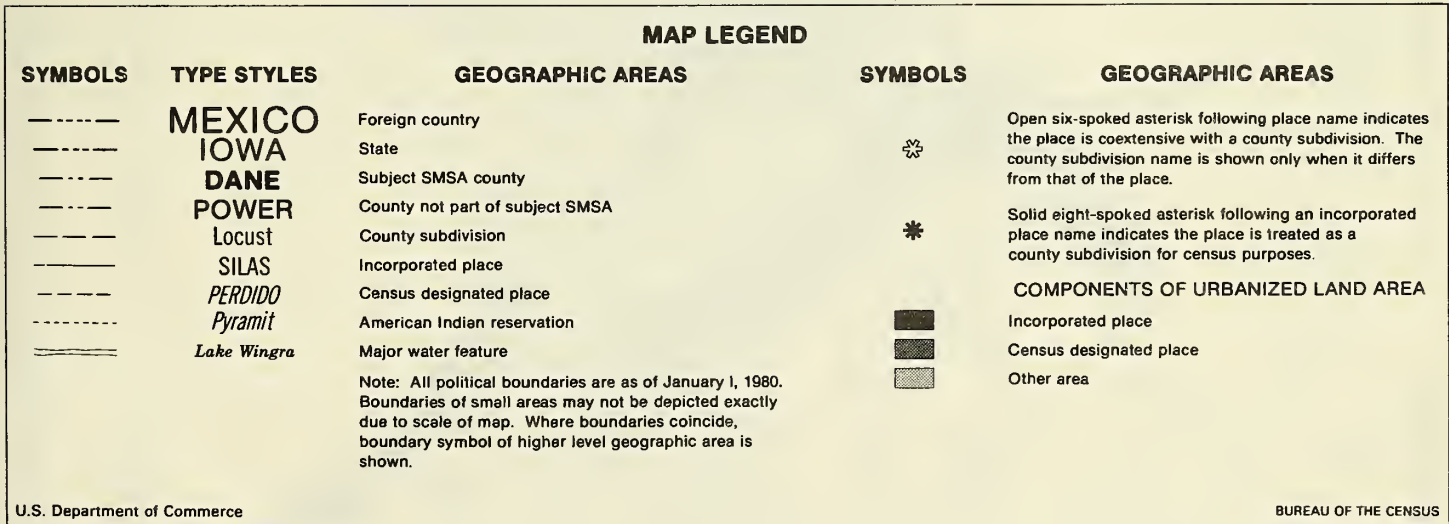 MAP LEGEND
SYMBOLS TYPE STYLES GEOGRAPHIC AREAS
MEXICO Foreign country
IOWA State
DANE Subject SMSA county
POWER County not part of subject SMSA
Locust County subdivision
SILAS Incorporated place
PERDIDO Census designated place
Pyramit American Indian reservation
Lake Wingra Major water feature
Note: All political boundaries are as of January I, 1980.
Boundaries of small areas may not be depicted exactly
due to scale of map. Where boundaries coincide,
boundary symbol of higher level geographic area is
shown.
SYMBOLS GEOGRAPHIC AREAS
Open six-spoked asterisk following place name indicates
the place is coextensive with a county subdivision. The
county subdivision name is shown only when it differs
from that of the place.
Solid eight-spoked asterisk following an incorporated
place name indicates the place is treated as a
county subdivision for census purposes.
COMPONENTS OF URBANIZED LAND AREA
Incorporated place
Census designated place
Other area
U.S. Department of Commerce
BUREAU OF THE CENSUS